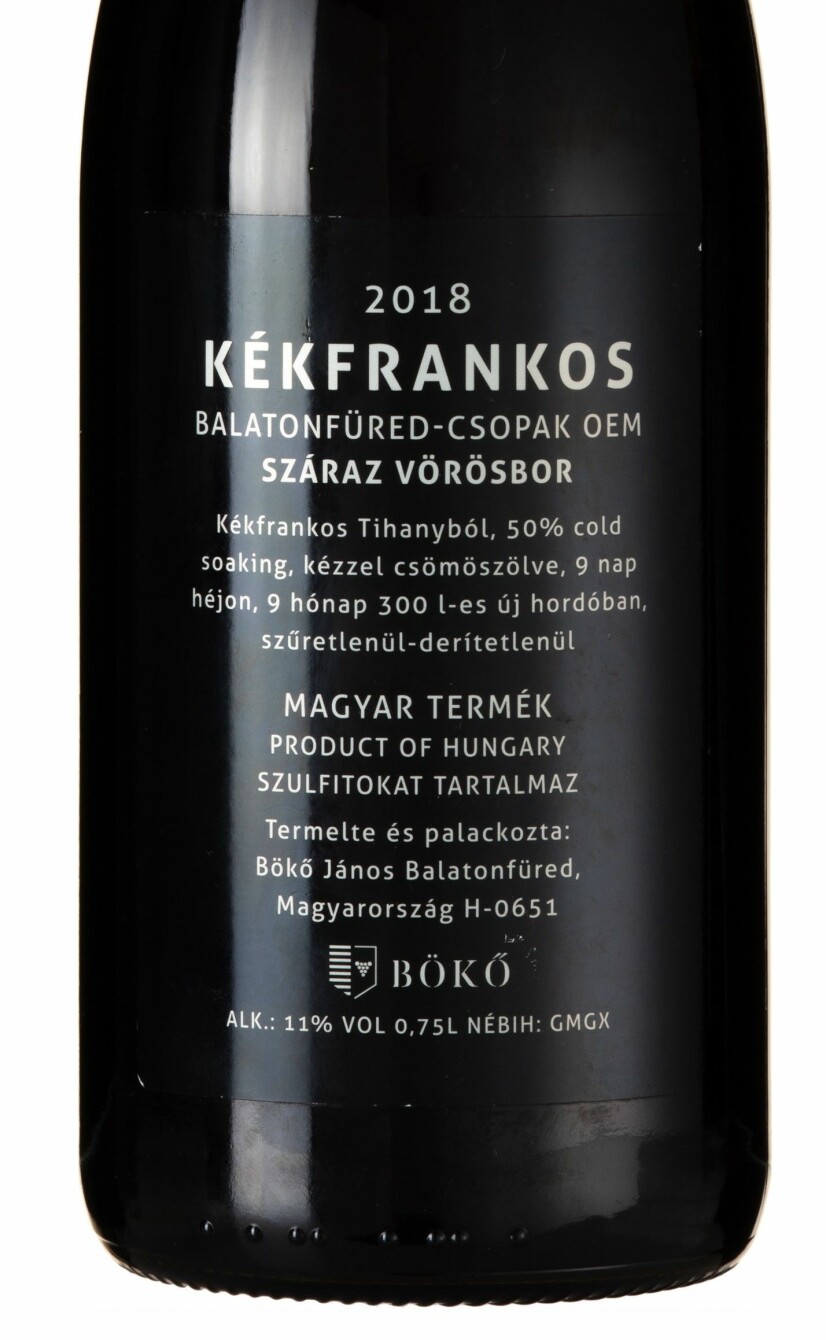 2018
KÉKFRANKOS
BALATONFÜRED-CSOPAK OEM
SZÁRAZ VÖRÖSBOR
Kékfrankos Tihanyból, 50% cold
soaking, kézzel csömöszölve, 9 nap
héjon, 9 hónap 300 l-es új hordóban,
szűretlenül-derítetlenül
MAGYAR TERMÉK
PRODUCT OF HUNGARY
SZULFITOKAT TARTALMAZ
Termelte és palackozta:
Bökő János Balatonfüred,
Magyarország H-0651
BÖKŐ
ALK.: 11% VOL 0,75L NÉBIH: GMGX